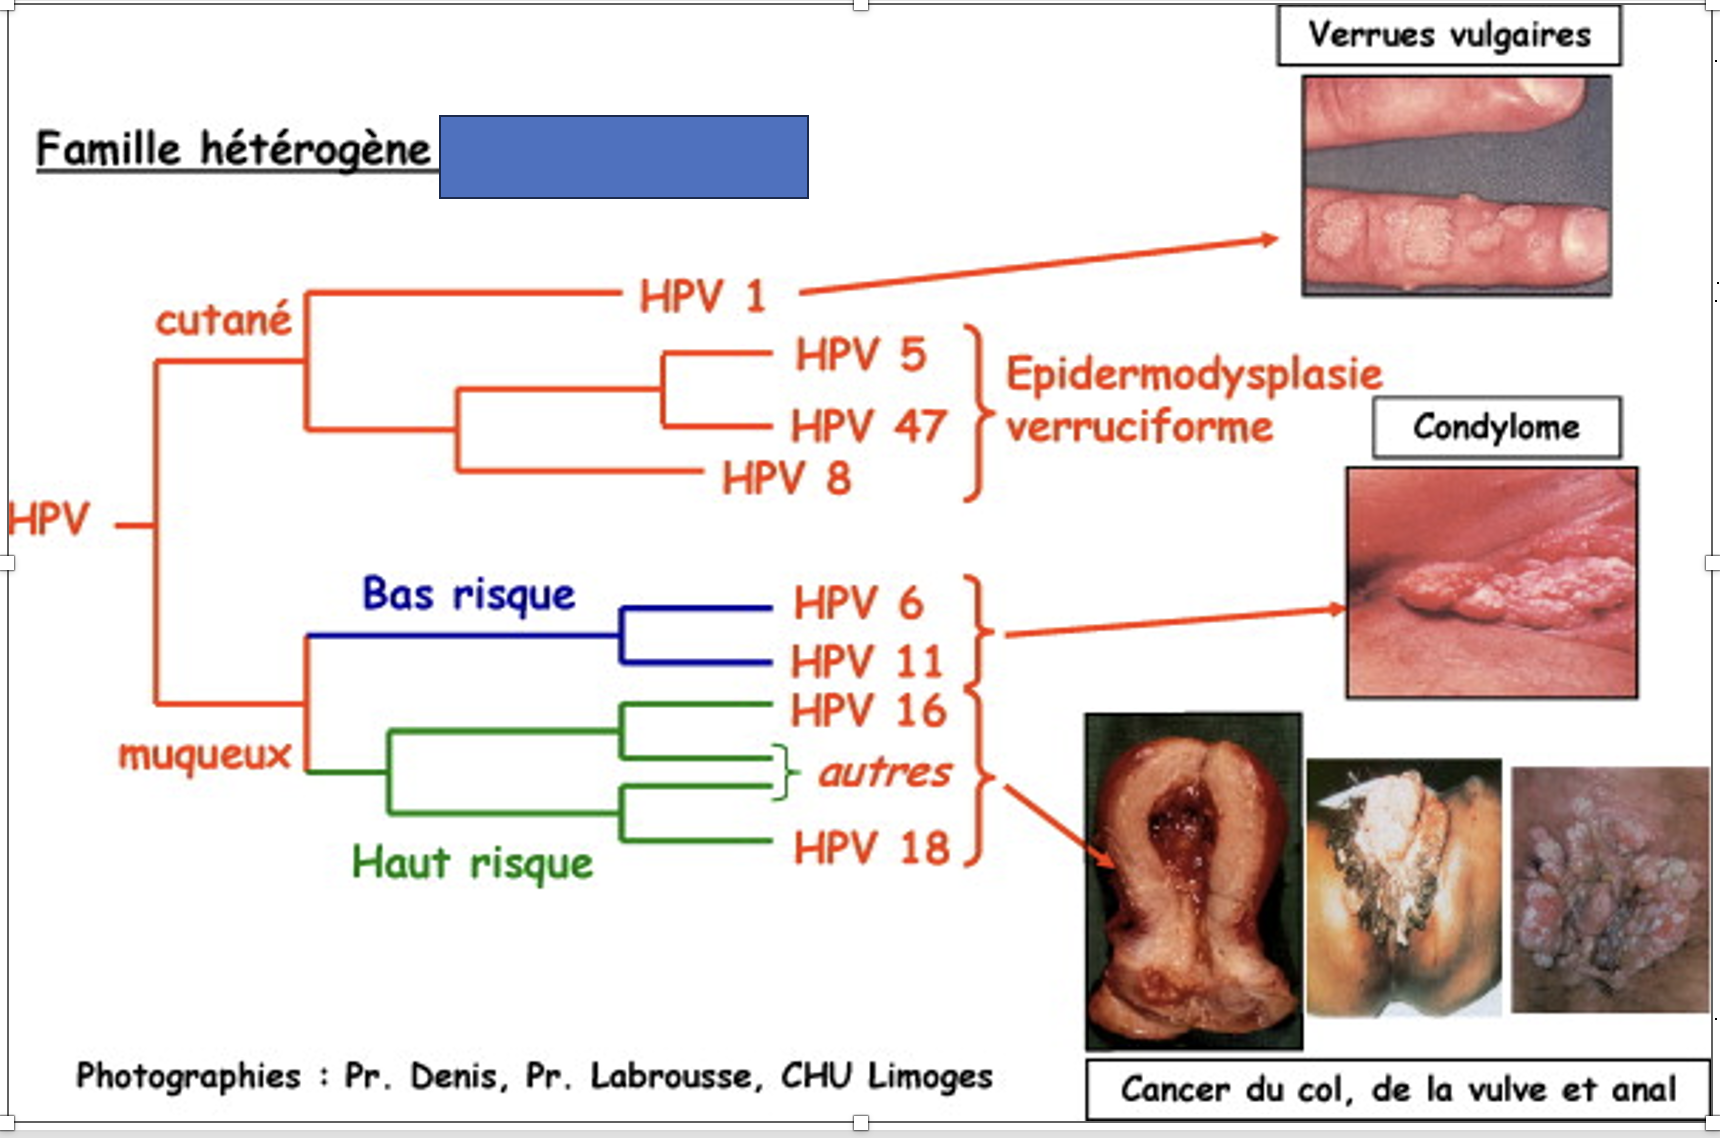 Verrues vulgaires
Famille hétérogène
cutané
HPV 1
HPV 5
Epidermodysplasie
HPV 47
verruciforme
Condylome
HPV 8
HPV
Bas risque
HPV 6
HPV 11
HPV 16
muqueux
autres
HPV 18
Haut risque
Photographies : Pr. Denis, Pr. Labrousse, CHU Limoges
Cancer du col, de la vulve et anal